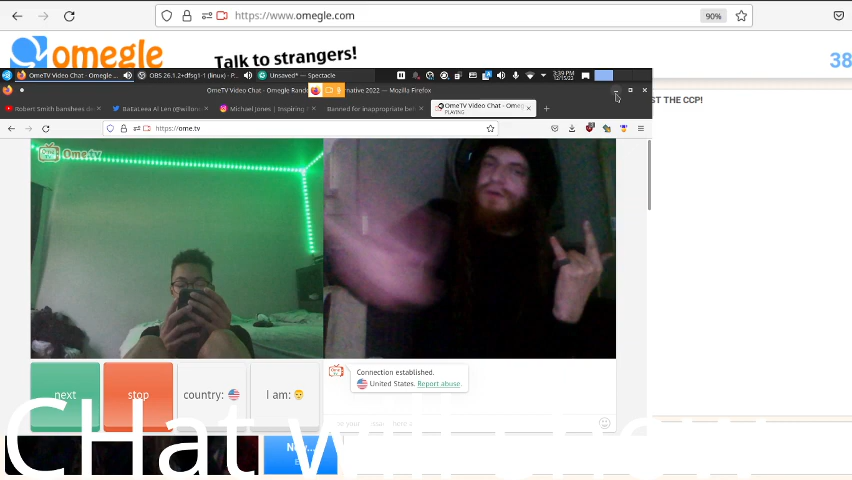 https://www.omegle.com
90%
omegle
Talk to strangers!
38
OmeTV Video Chat - Omegle ...
OBS 26.1.2+dfsg1-1 (linux) - P...
Unsaved* — Spectacle
3:39 PM
12/15/22
OmeTV Video Chat - Omegle Rand
native 2022 — Mozilla Firefox
Robert Smith banshees
Michael Jones | Inspiring
Banned for inappropriate
OmeTV Video Chat - Omeg
PLAYING
ST THE CCP!
https://ome.tv
Ome.tv
Connection established.
United States. Report abuse.
next
stop
country:
I am:
CHat